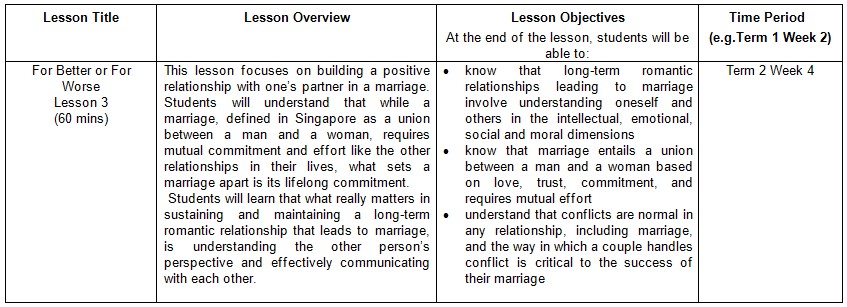 Lesson Title
Lesson Overview
Lesson Objectives
At the end of the lesson, students will be
able to:
Time Period
(e.g.Term 1 Week 2)
For Better or For
Worse
Lesson 3
(60 mins)
This lesson focuses on building a positive
relationship with one's partner in a marriage.
Students will understand that while a
marriage, defined in Singapore as a union
between a man and a woman, requires
mutual commitment and effort like the other
relationships in their lives, what sets a
marriage apart is its lifelong commitment.
Students will learn that what really matters in
sustaining and maintaining a long-term
romantic relationship that leads to marriage,
is understanding the other person's
perspective and effectively communicating
with each other.
• know that long-term romantic
relationships leading to marriage
involve understanding oneself and
others in the intellectual, emotional,
social and moral dimensions
• know that marriage entails a union
between a man and a woman based
on love, trust, commitment, and
requires mutual effort
• understand that conflicts are normal in
any relationship, including marriage,
and the way in which a couple handles
conflict is critical to the success of
their marriage
Term 2 Week 4